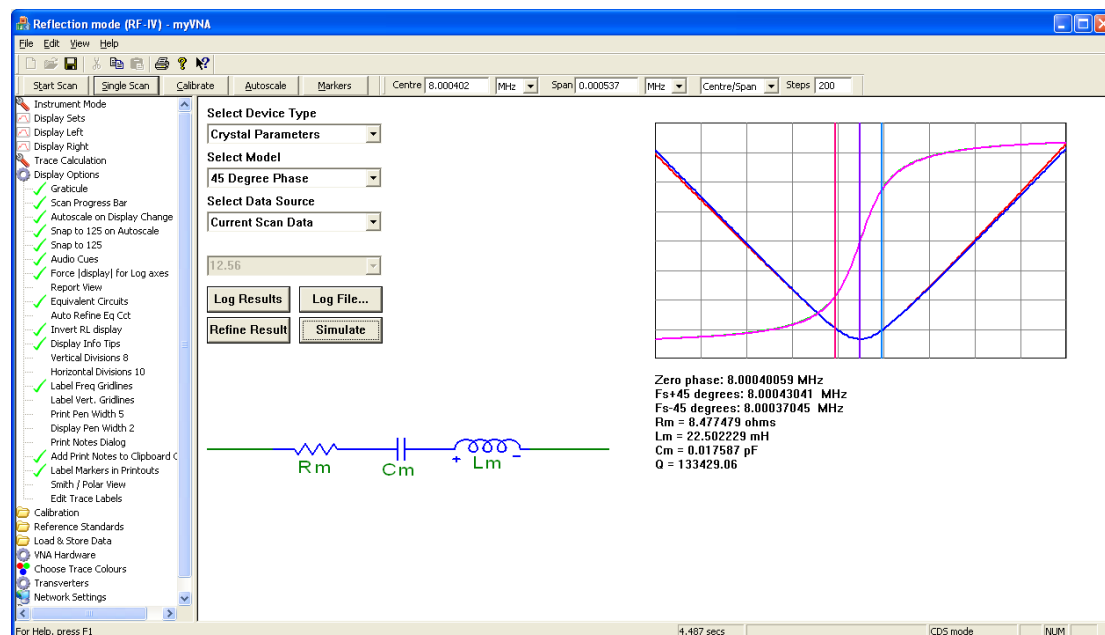 Reflection mode (RF-IV) - myVNA
File Edit View Help
Start Scan Single Scan Calibrate Autoscale Markers Centre 8.000402 MHz Span 0.000537 MHz Centre/Span Steps 200
Instrument Mode
Display Sets
Display Left
Display Right
Trace Calculation
Display Options
Graticule
Scan Progress Bar
Autoscale on Display Change
Snap to 125 on Autoscale
Snap to 125
Audio Cues
Force |display| for Log axes
Report View
Equivalent Circuits
Auto Refine Eq Cct
Invert RL display
Display Info Tips
Vertical Divisions 8
Horizontal Divisions 10
Label Freq Gridlines
Label Vert. Gridlines
Print Pen Width 5
Display Pen Width 2
Print Notes Dialog
Add Print Notes to Clipboard C
Label Markers in Printouts
Smith / Polar View
Edit Trace Labels
Calibration
Reference Standards
Load & Store Data
VNA Hardware
Choose Trace Colours
Transverters
Network Settings
Select Device Type
Crystal Parameters
Select Model
45 Degree Phase
Select Data Source
Current Scan Data
12.56
Log Results Log File...
Refine Result Simulate
Rm Cm + Lm -
Zero phase: 8.00040059 MHz
Fs+45 degrees: 8.00043041 MHz
Fs-45 degrees: 8.00037045 MHz
Rm = 8.477479 ohms
Lm = 22.502229 mH
Cm = 0.017587 pF
Q = 133429.06
For Help, press F1 4.487 secs CDS mode NUM